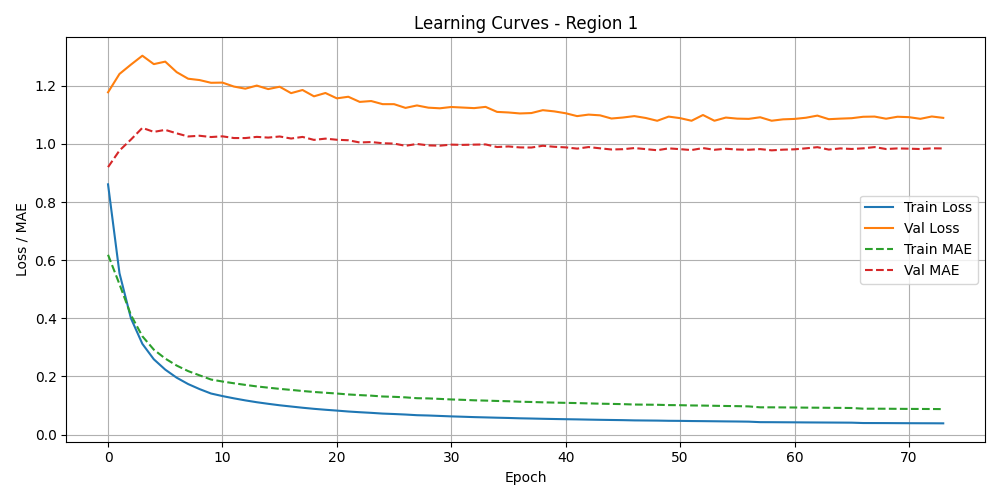 Learning Curves - Region 1
Loss / MAE
1.2
1.0
0.8
0.6
0.4
0.2
0.0
Train Loss
Val Loss
Train MAE
Val MAE
0 10 20 30 40 50 60 70
Epoch